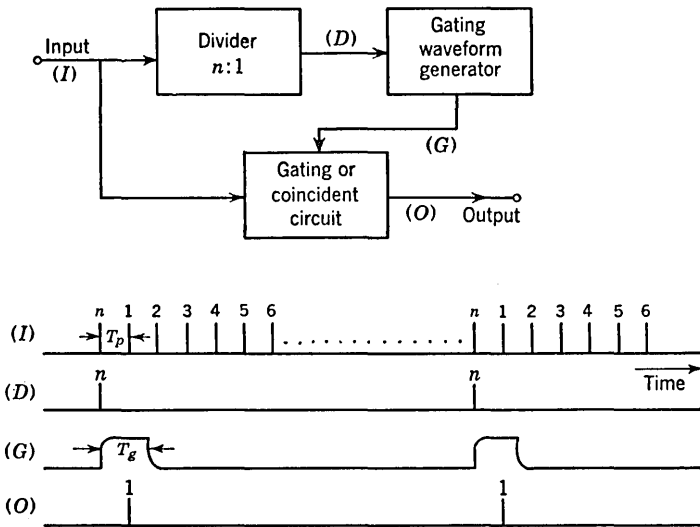 Input
(I)
Divider
n:1
(D)
Gating
waveform
generator
(G)
Gating or
coincident
circuit
(O)
Output
(I)
n 1 2 3 4 5 6
n 1 2 3 4 5 6
T_p
Time
(D)
n
n
(G)
T_g
(O)
1
1